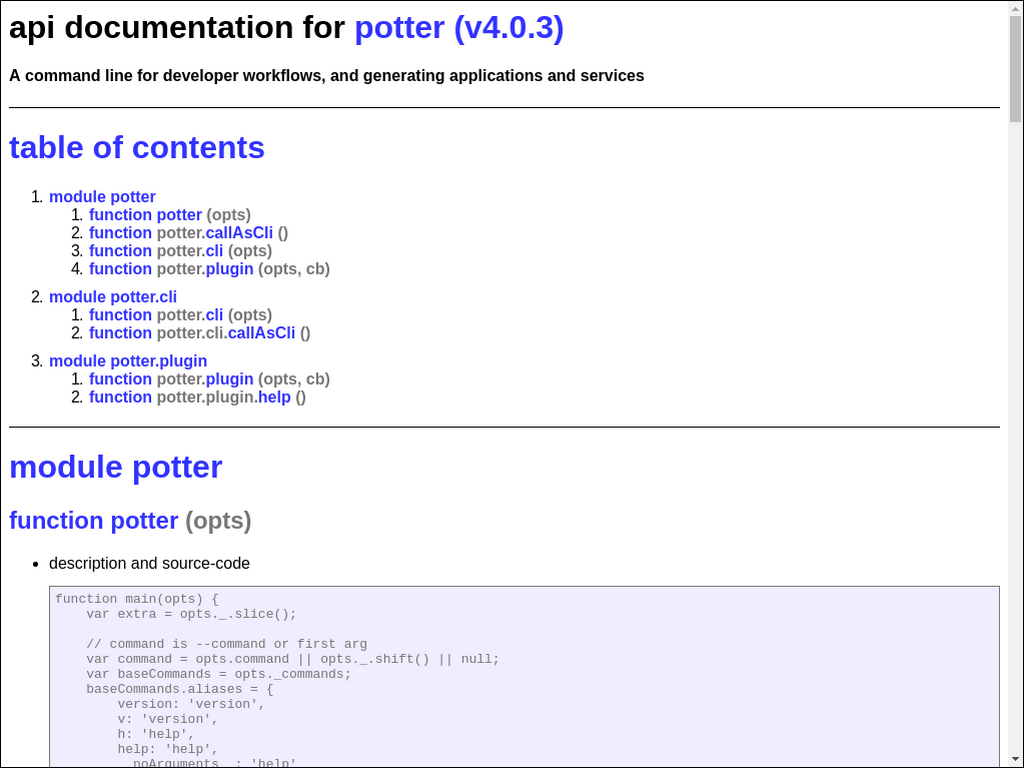 api documentation for potter (v4.0.3)
A command line for developer workflows, and generating applications and services
table of contents
1. module potter
1. function potter (opts)
2. function potter.callAsCli ()
3. function potter.cli (opts)
4. function potter.plugin (opts, cb)
2. module potter.cli
1. function potter.cli (opts)
2. function potter.cli.callAsCli ()
3. module potter.plugin
1. function potter.plugin (opts, cb)
2. function potter.plugin.help ()
module potter
function potter (opts)
• description and source-code
function main(opts) {
    var extra = opts._.slice();
    // command is --command or first arg
    var command = opts.command || opts._.shift() || null;
    var baseCommands = opts._commands;
    baseCommands.aliases = {
        version: 'version',
        v: 'version',
        h: 'help',
        help: 'help',
        __noArguments__: 'help'